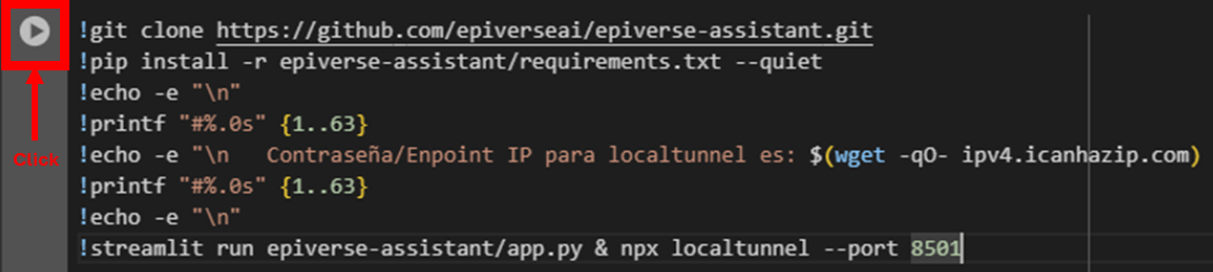 !git clone https://github.com/epiverseai/epiverse-assistant.git
!pip install -r epiverse-assistant/requirements.txt --quiet
!echo -e "\n"
!printf "#%.0s" {1..63}
!echo -e "\n   Contraseña/Enpoint IP para localtunnel es: $(wget -qO- ipv4.icanhazip.com)
Click
!printf "#%.0s" {1..63}
!echo -e "\n"
!streamlit run epiverse-assistant/app.py & npx localtunnel --port 8501